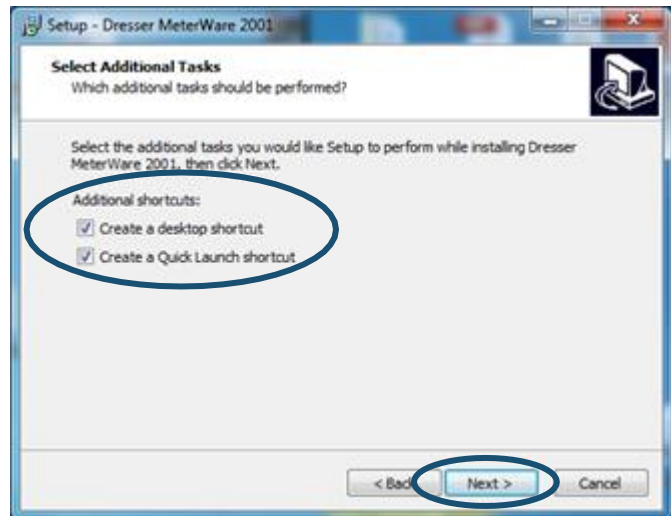 Setup - Dresser MeterWare 2001
Select Additional Tasks
Which additional tasks should be performed?
Select the additional tasks you would like Setup to perform while installing Dresser
MeterWare 2001, then click Next.
Additional shortcuts:
Create a desktop shortcut
Create a Quick Launch shortcut
< Back
Next >
Cancel